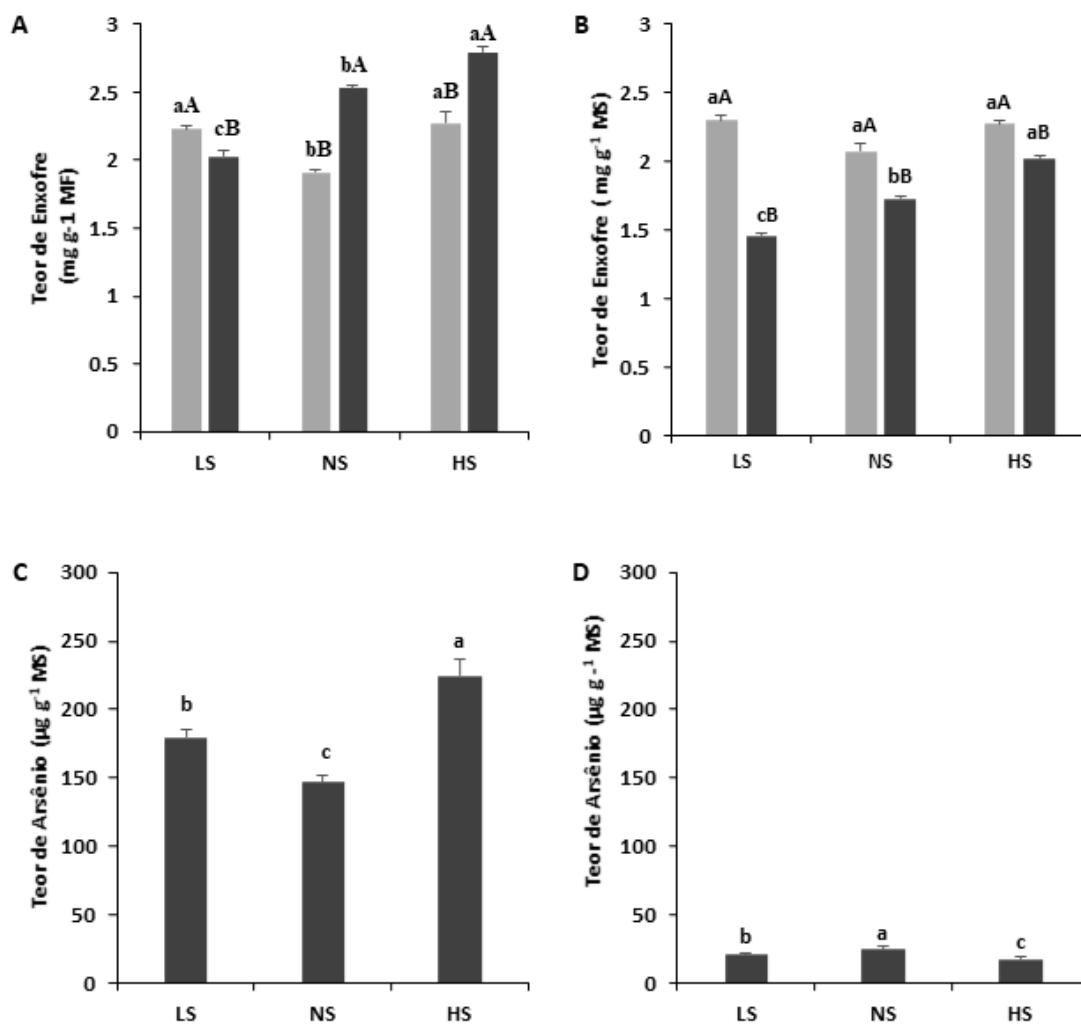 A
Teor de Enxofre
(mg g-1 MF)
3
2.5
2
1.5
1
0.5
0
aA
cB
bB
bA
aB
aA
LS
NS
HS
B
Teor de Enxofre ( mg g-1 MS)
3
2.5
2
1.5
1
0.5
0
aA
cB
aA
bB
aA
aB
LS
NS
HS
C
Teor de Arsênio (µg g-1 MS)
300
250
200
150
100
50
0
b
c
a
LS
NS
HS
D
Teor de Arsênio (µg g -1 MS)
300
250
200
150
100
50
0
b
a
c
LS
NS
HS